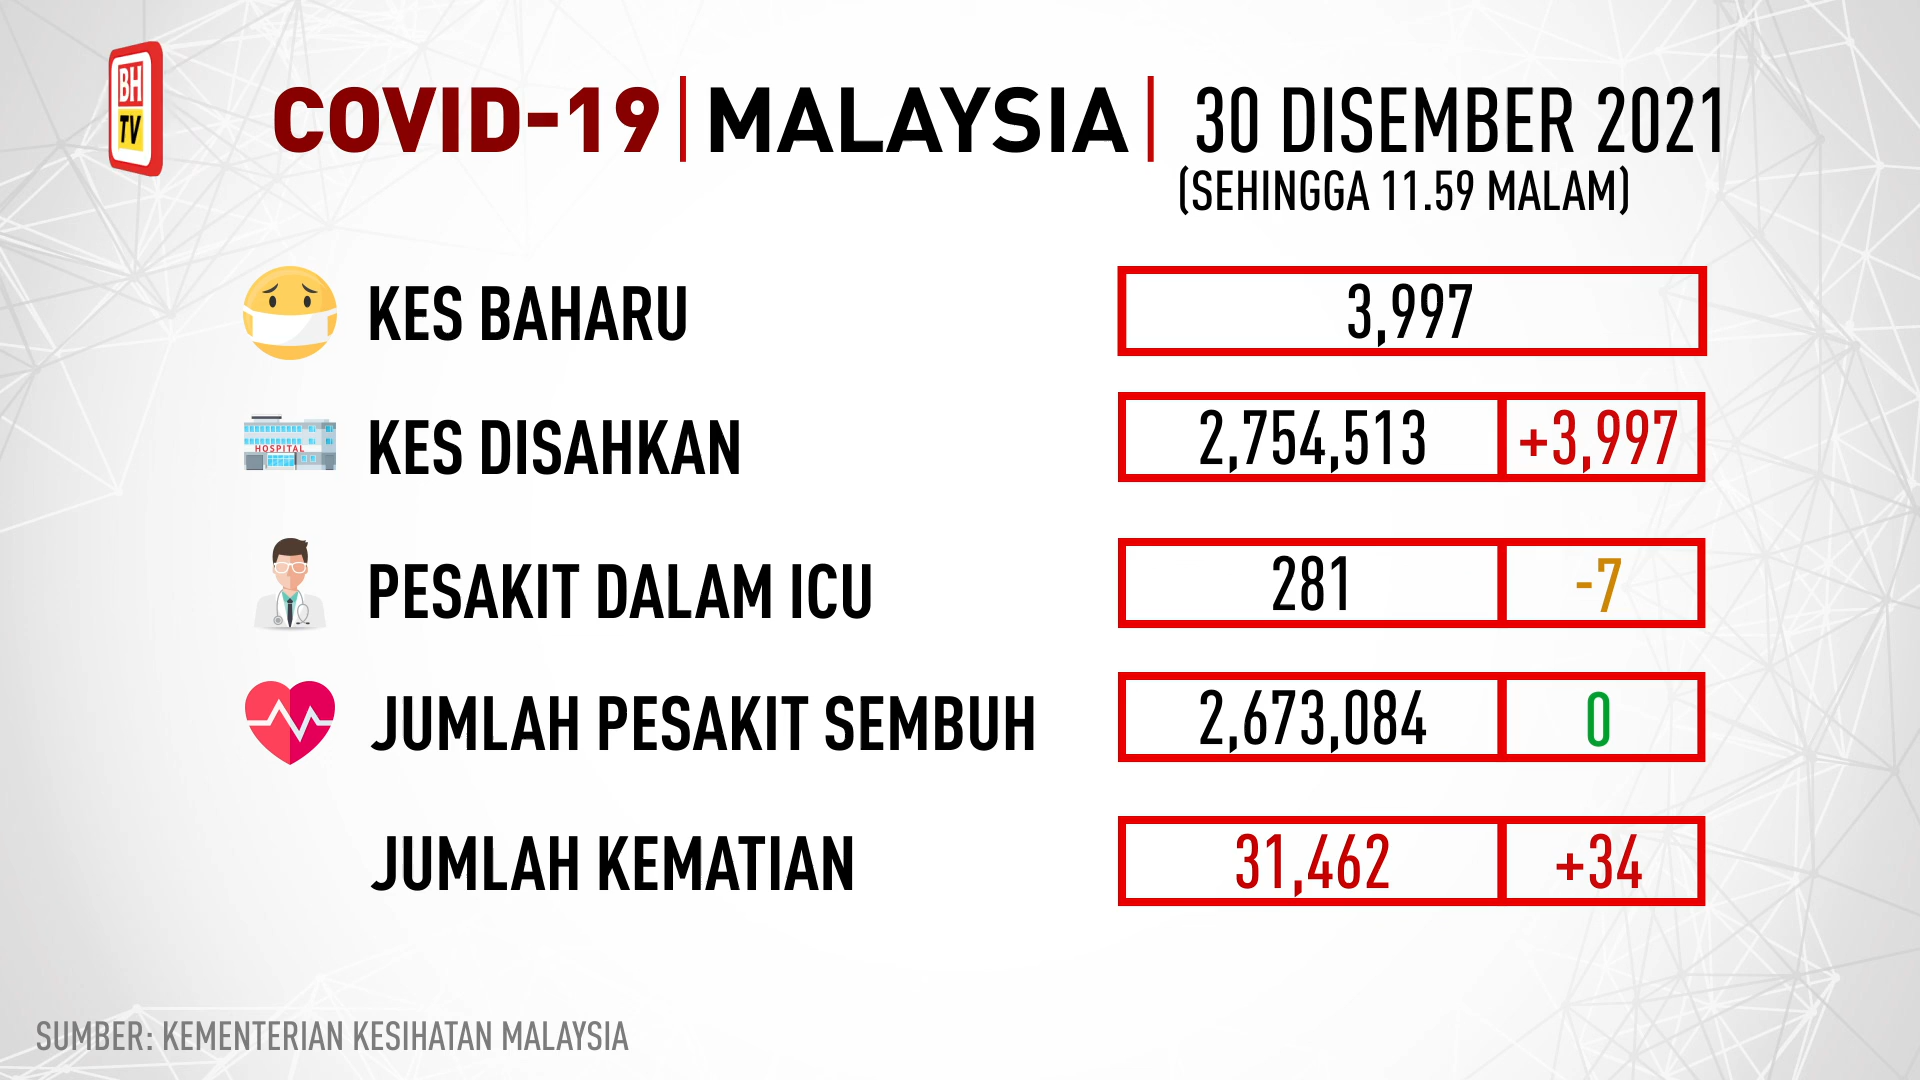 BH
TV
COVID-19 MALAYSIA 30 DISEMBER 2021
(SEHINGGA 11.59 MALAM)
KES BAHARU 3,997
HOSPITAL
KES DISAHKAN 2,754,513 +3,997
PESAKIT DALAM ICU 281 -7
JUMLAH PESAKIT SEMBUH 2,673,084 0
JUMLAH KEMATIAN 31,462 +34
SUMBER: KEMENTERIAN KESIHATAN MALAYSIA